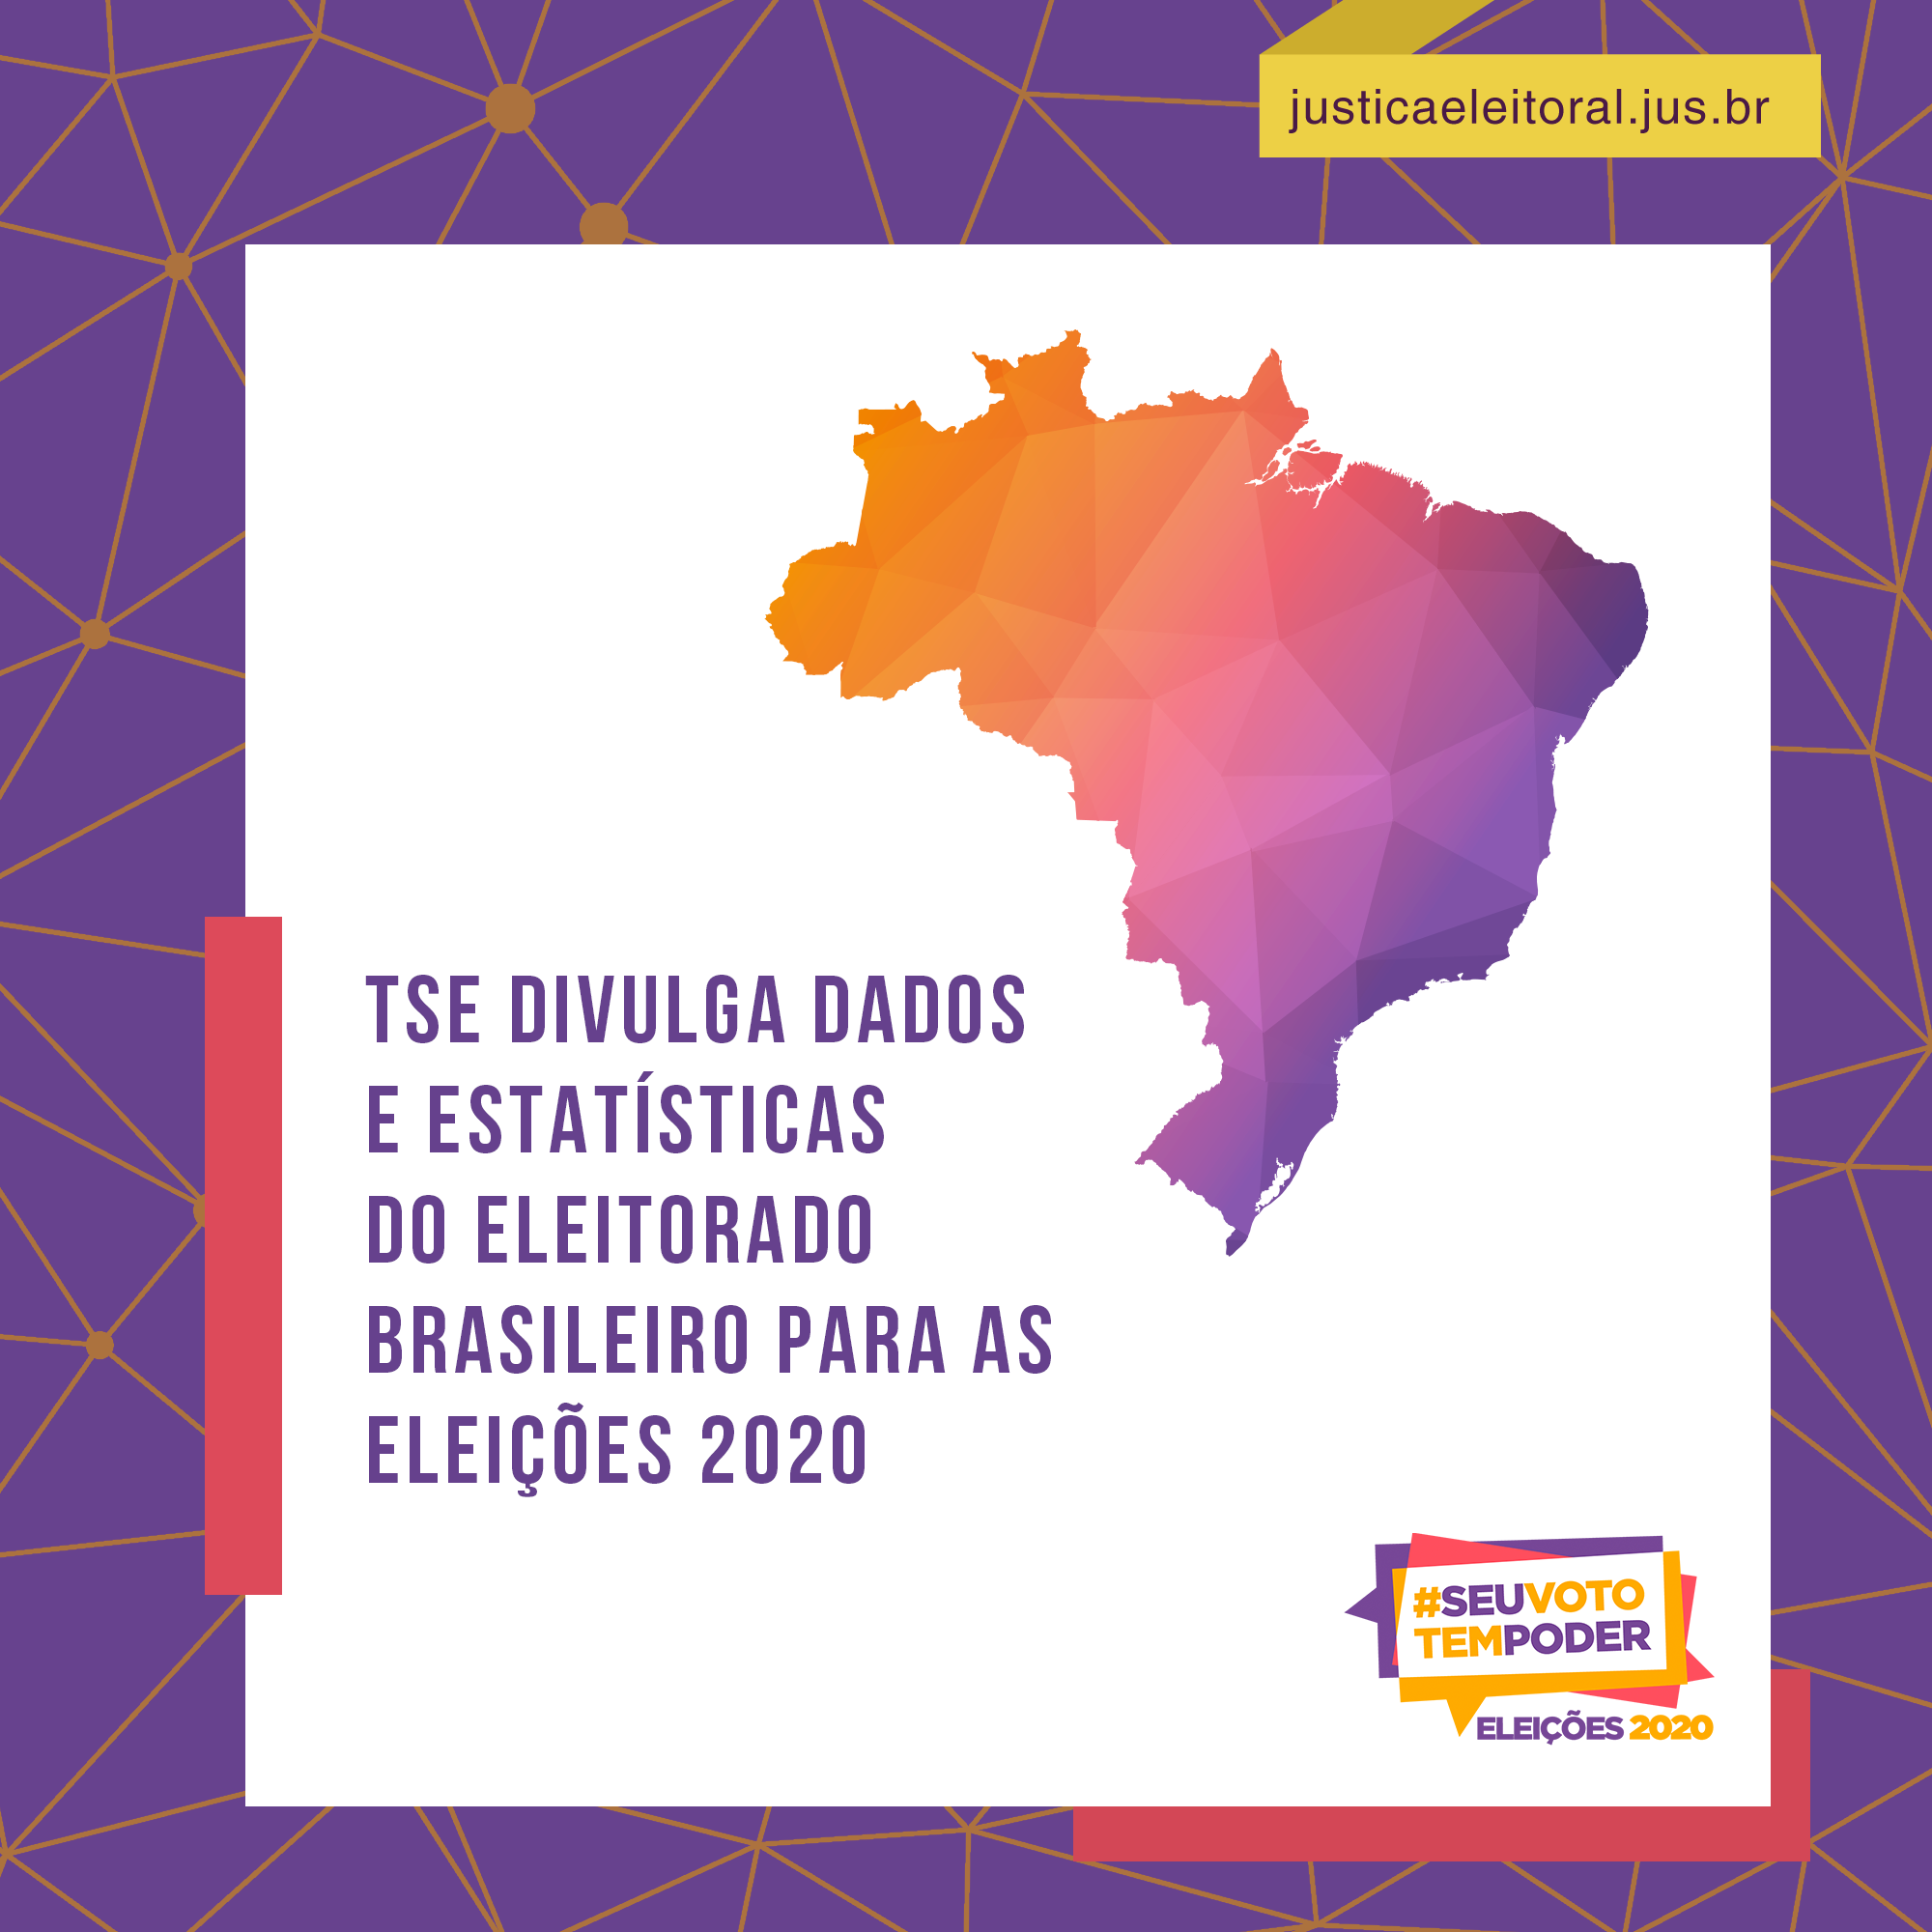 justicaeleitoral.jus.br
TSE DIVULGA DADOS
E ESTATÍSTICAS
DO ELEITORADO
BRASILEIRO PARA AS
ELEIÇÕES 2020
#SEUVOTO
TEMPODER
ELEIÇÕES 2020